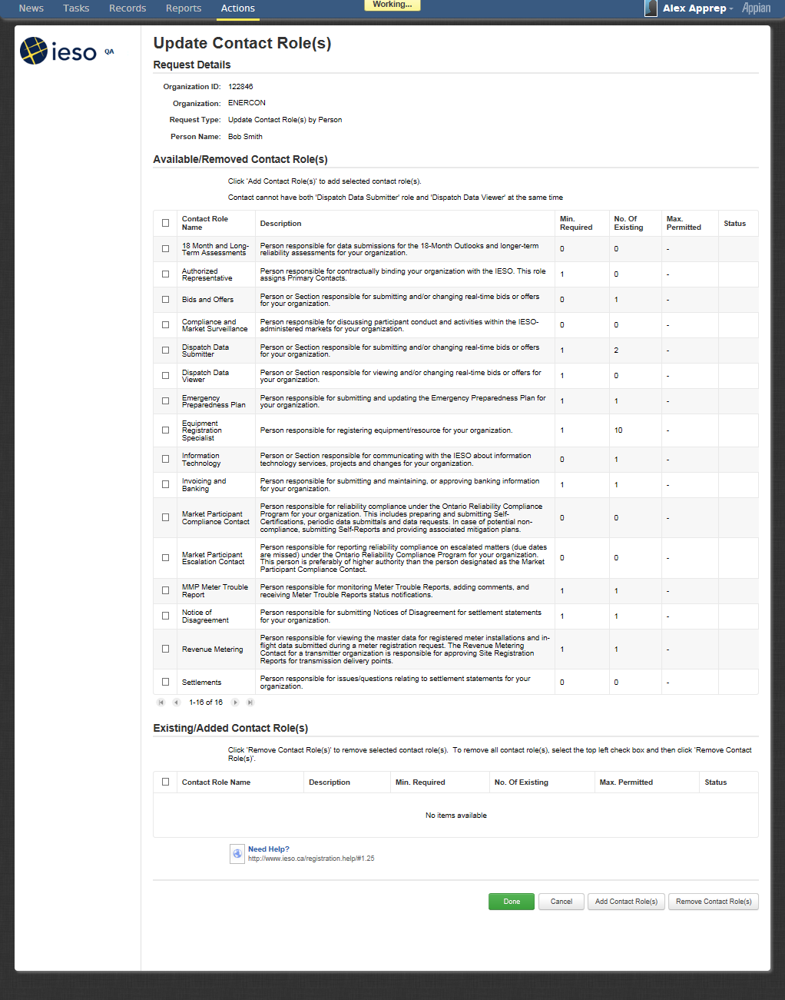 News Tasks Records Reports Actions Working... Alex Apprep Appian
ieso QA
Update Contact Role(s)
Request Details
Organization ID: 122846
Organization: ENERCON
Request Type: Update Contact Role(s) by Person
Person Name: Bob Smith
Available/Removed Contact Role(s)
Click 'Add Contact Role(s)' to add selected contact role(s).
Contact cannot have both 'Dispatch Data Submitter' role and 'Dispatch Data Viewer' at the same time
Contact Role Name Description Min. Required No. Of Existing Max. Permitted Status
18 Month and Long-Term Assessments Person responsible for data submissions for the 18-Month Outlooks and longer-term reliability assessments for your organization. 0 0 -
Authorized Representative Person responsible for contractually binding your organization with the IESO. This role assigns Primary Contacts. 1 0 -
Bids and Offers Person or Section responsible for submitting and/or changing real-time bids or offers for your organization. 0 1 -
Compliance and Market Surveillance Person responsible for discussing participant conduct and activities within the IESO-administered markets for your organization. 0 0 -
Dispatch Data Submitter Person or Section responsible for submitting and/or changing real-time bids or offers for your organization. 1 2 -
Dispatch Data Viewer Person or Section responsible for viewing and/or changing real-time bids or offers for your organization. 1 0 -
Emergency Preparedness Plan Person responsible for submitting and updating the Emergency Preparedness Plan for your organization. 1 1 -
Equipment Registration Specialist Person responsible for registering equipment/resource for your organization. 1 10 -
Information Technology Person or Section responsible for communicating with the IESO about information technology services, projects and changes for your organization. 0 1 -
Invoicing and Banking Person responsible for submitting and maintaining, or approving banking information for your organization. 1 1 -
Market Participant Compliance Contact Person responsible for reliability compliance under the Ontario Reliability Compliance Program for your organization. This includes preparing and submitting Self-Certifications, periodic data submittals and data requests. In case of potential non-compliance, submitting Self-Reports and providing associated mitigation plans. 0 0 -
Market Participant Escalation Contact Person responsible for reporting reliability compliance on escalated matters (due dates are missed) under the Ontario Reliability Compliance Program for your organization. This person is preferably of higher authority than the person designated as the Market Participant Compliance Contact. 0 0 -
MMP Meter Trouble Report Person responsible for monitoring Meter Trouble Reports, adding comments, and receiving Meter Trouble Reports status notifications. 1 1 -
Notice of Disagreement Person responsible for submitting Notices of Disagreement for settlement statements for your organization. 1 1 -
Revenue Metering Person responsible for viewing the master data for registered meter installations and in-flight data submitted during a meter registration request. The Revenue Metering Contact for a transmitter organization is responsible for approving Site Registration Reports for transmission delivery points. 1 1 -
Settlements Person responsible for issues/questions relating to settlement statements for your organization. 0 0 -
1-16 of 16
Existing/Added Contact Role(s)
Click 'Remove Contact Role(s)' to remove selected contact role(s). To remove all contact role(s), select the top left check box and then click 'Remove Contact
Role(s)'.
Contact Role Name Description Min. Required No. Of Existing Max. Permitted Status
No items available
Need Help?
http://www.ieso.ca/registration.help/#1.25
Done Cancel Add Contact Role(s) Remove Contact Role(s)